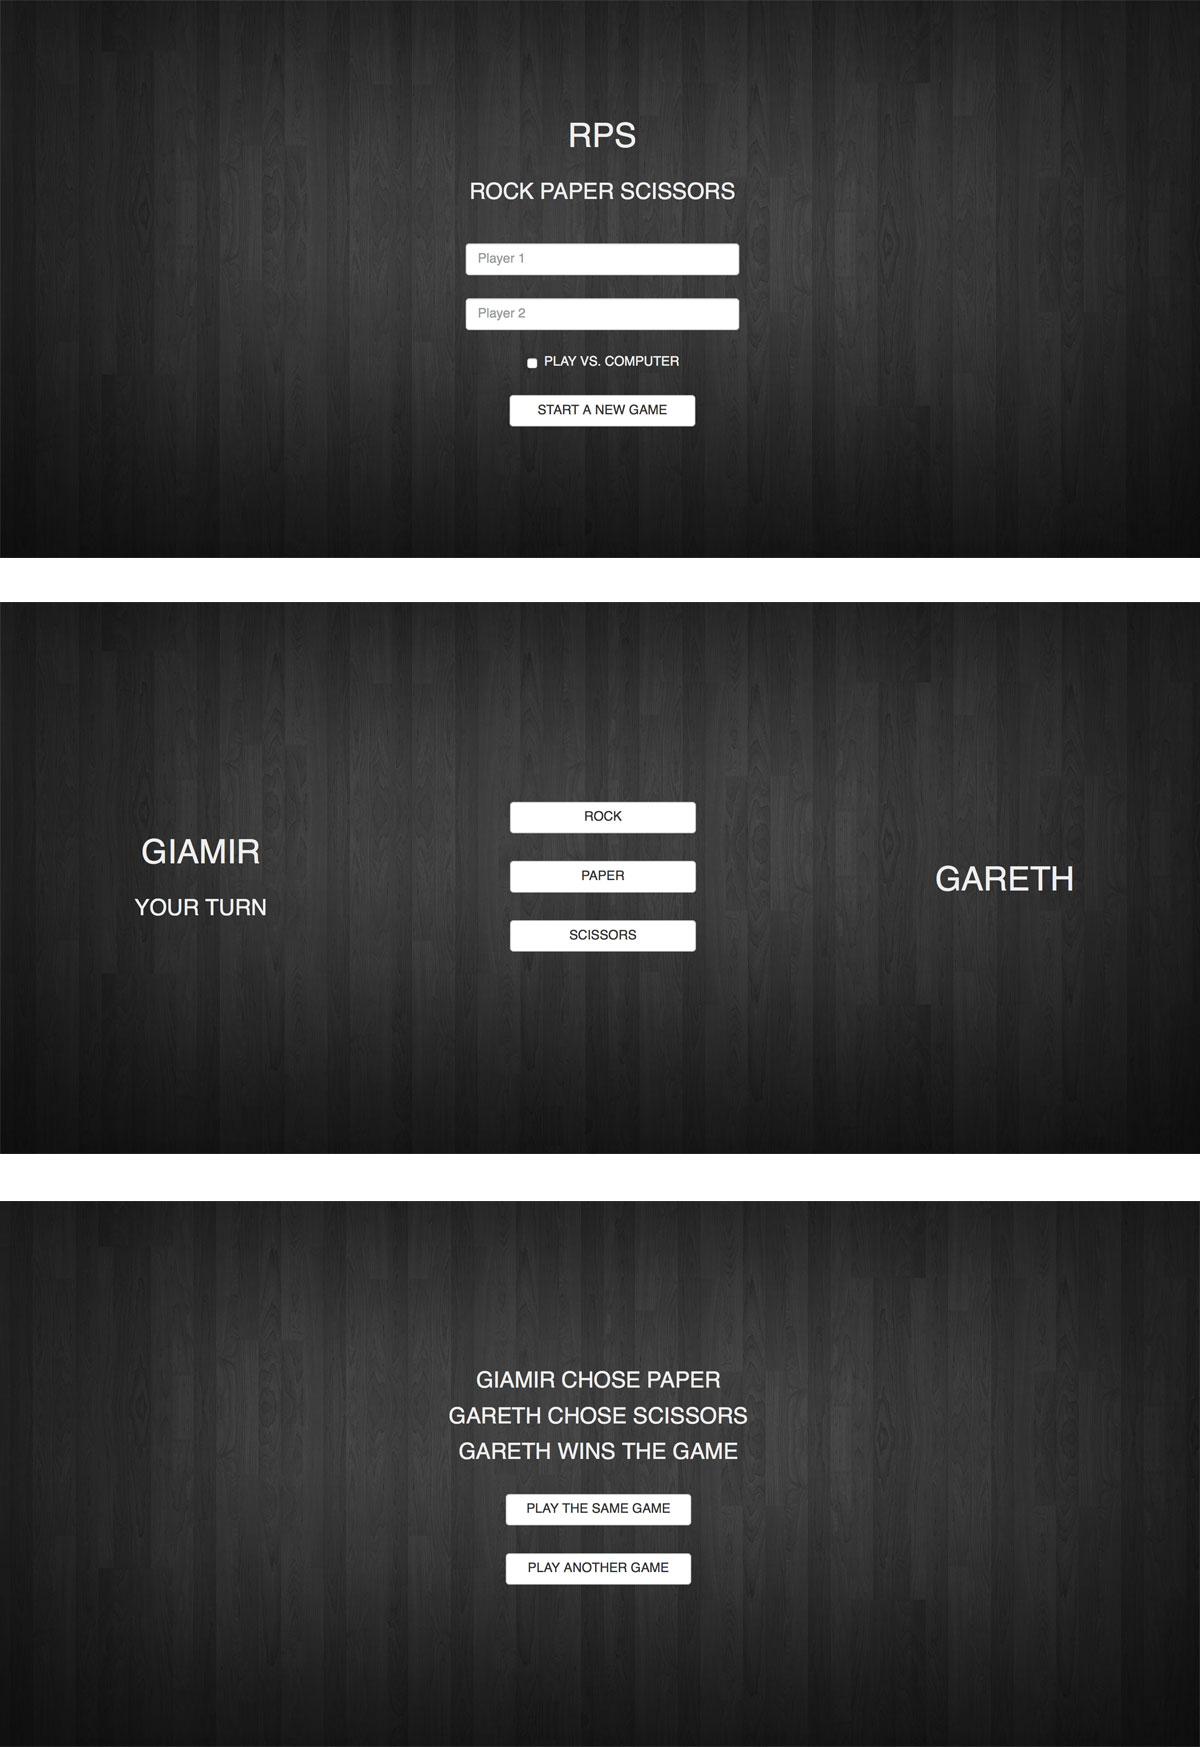 RPS
ROCK PAPER SCISSORS
Player 1
Player 2
PLAY VS. COMPUTER
START A NEW GAME
GIAMIR
YOUR TURN
ROCK
PAPER
SCISSORS
GARETH
GIAMIR CHOSE PAPER
GARETH CHOSE SCISSORS
GARETH WINS THE GAME
PLAY THE SAME GAME
PLAY ANOTHER GAME